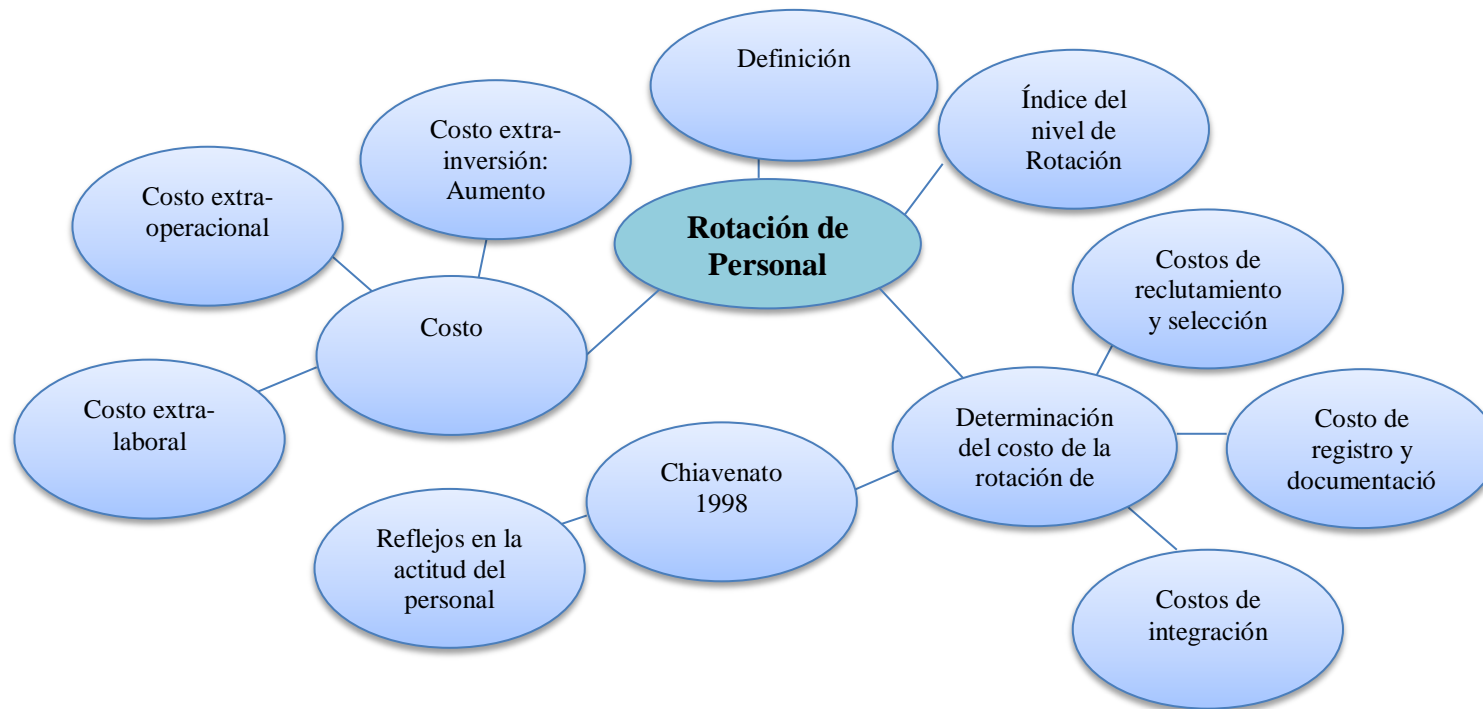 Definición
Índice del
nivel de
Rotación
Costo extra-
inversión:
Aumento
Costo extra-
operacional
Rotación de
Personal
Costos de
reclutamiento
y selección
Costo
Costo extra-
laboral
Determinación
del costo de la
rotación de
Costo de
registro y
documentació
Chiavenato
1998
Reflejos en la
actitud del
personal
Costos de
integración